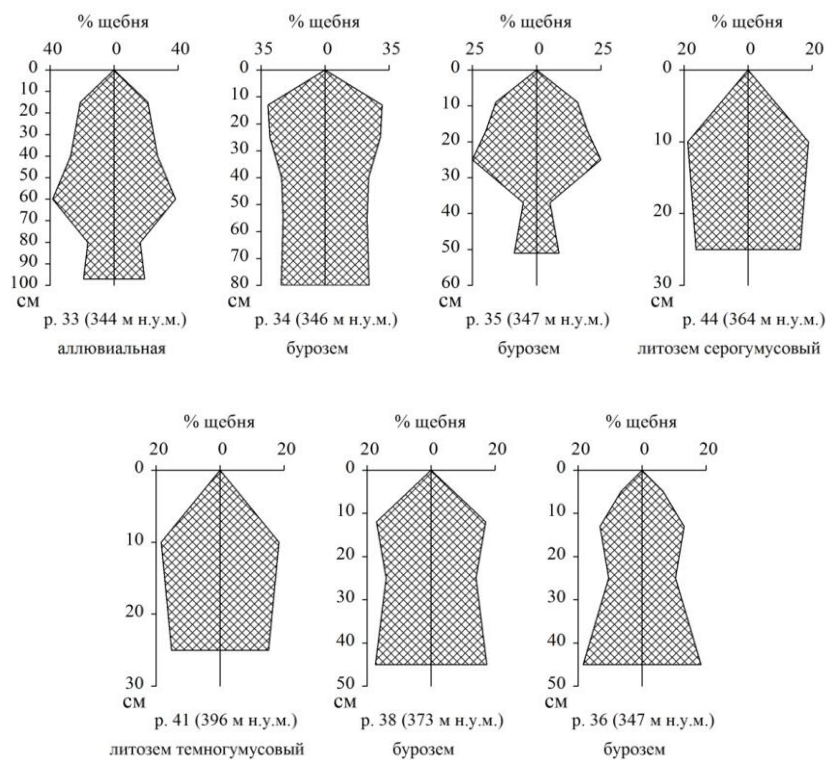 % щебня
40 0 40
0
10
20
30
40
50
60
70
80
90
100
см
р. 33 (344 м н.у.м.)
аллювиальная
% щебня
35 0 35
0
10
20
30
40
50
60
70
80
см
р. 34 (346 м н.у.м.)
бурозем
% щебня
25 0 25
0
10
20
30
40
50
60
см
р. 35 (347 м н.у.м.)
бурозем
% щебня
20 0 20
0
10
20
30
см
р. 44 (364 м н.у.м.)
литозем серогумусовый
% щебня
20 0 20
0
10
20
30
см
р. 41 (396 м н.у.м.)
литозем темногумусовый
% щебня
20 0 20
0
10
20
30
40
50
см
р. 38 (373 м н.у.м.)
бурозем
% щебня
20 0 20
0
10
20
30
40
50
см
р. 36 (347 м н.у.м.)
бурозем